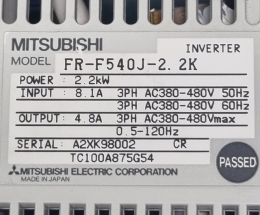 MITSUBISHI INVERTER
MODEL FR-F540J-2.2K
POWER : 2.2kW
INPUT : 8.1A 3PH AC380-480V 50Hz
3PH AC380-480V 60Hz
OUTPUT: 4.8A 3PH AC380-480Vmax
0.5-120Hz
SERIAL: A2XK98002 CR
TC100A875G54
PASSED
MITSUBISHI ELECTRIC CORPORATION
MADE IN JAPAN